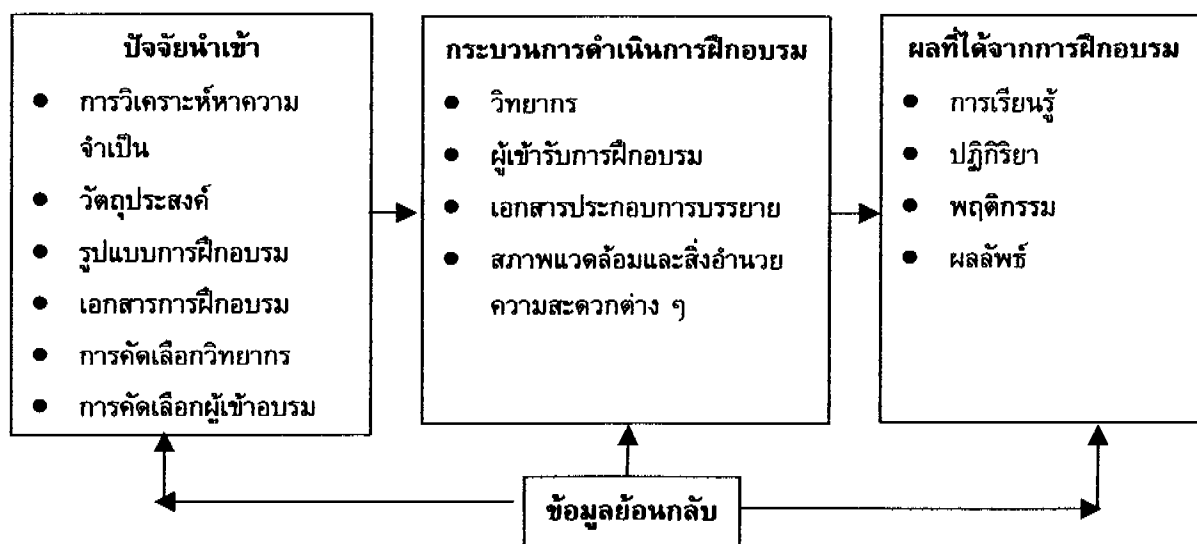 ปัจจัยนำเข้า
● การวิเคราะห์หาความ
จำเป็น
● วัตถุประสงค์
● รูปแบบการฝึกอบรม
● เอกสารการฝึกอบรม
● การคัดเลือกวิทยากร
● การคัดเลือกผู้เข้าอบรม
กระบวนการดำเนินการฝึกอบรม
● วิทยากร
● ผู้เข้ารับการฝึกอบรม
● เอกสารประกอบการบรรยาย
● สภาพแวดล้อมและสิ่งอำนวย
ความสะดวกต่าง ๆ
ผลที่ได้จากการฝึกอบรม
● การเรียนรู้
● ปฏิกิริยา
● พฤติกรรม
● ผลลัพธ์
ข้อมูลย้อนกลับ